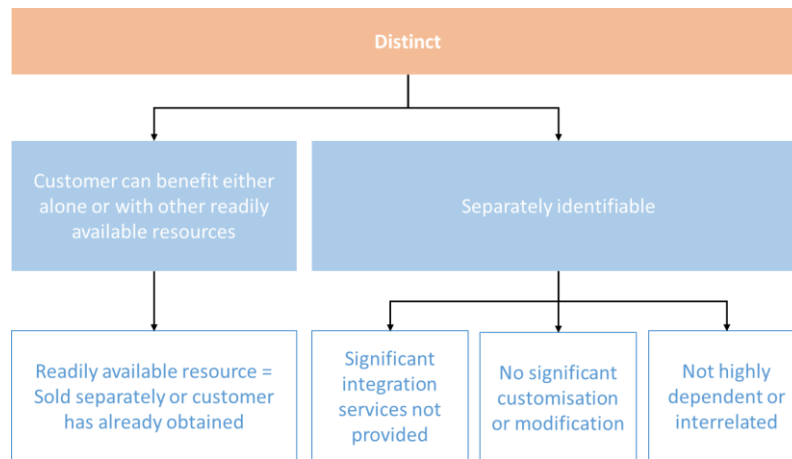 Distinct
Customer can benefit either
alone or with other readily
available resources
Separately identifiable
Readily available resource =
Sold separately or customer
has already obtained
Significant
integration
services not
provided
No significant
customisation
or modification
Not highly
dependent or
interrelated